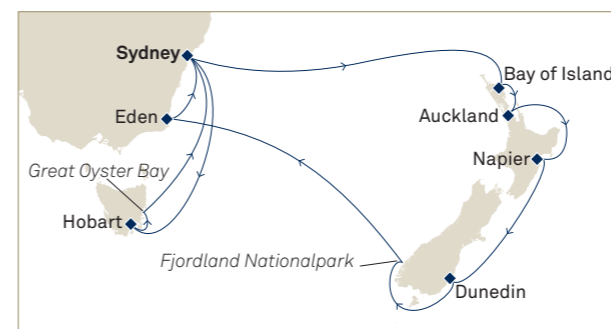 Sydney
Bay of Island
Eden
Auckland
Napier
Great Oyster Bay
Hobart
Fjordland Nationalpark
Dunedin